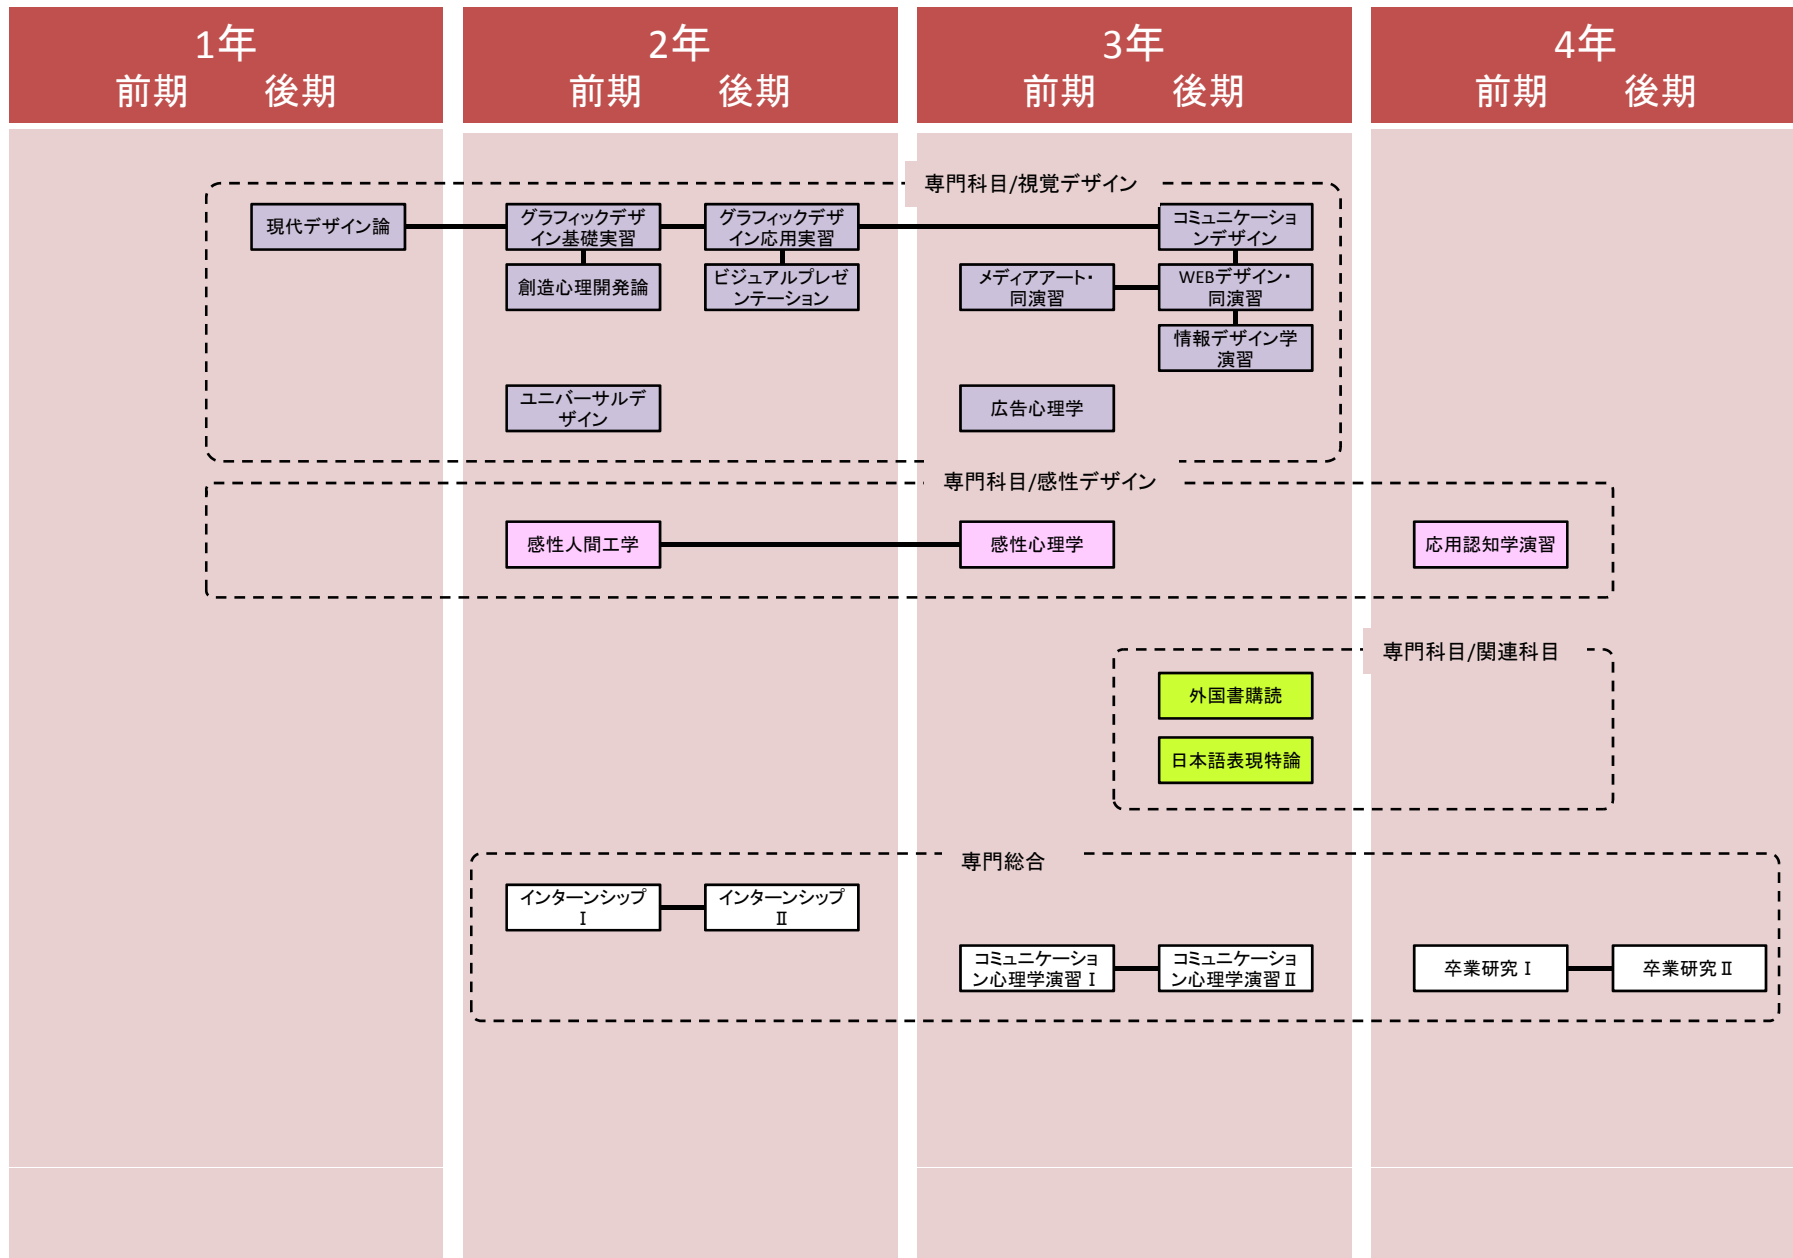 1年
前期 後期
2年
前期 後期
3年
前期 後期
4年
前期 後期
専門科目/視覚デザイン
現代デザイン論
グラフィックデザ
イン基礎実習
グラフィックデザ
イン応用実習
コミュニケーショ
ンデザイン
創造心理開発論
ビジュアルプレゼ
ンテーション
メディアアート・
同演習
WEBデザイン・
同演習
情報デザイン学
演習
ユニバーサルデ
ザイン
広告心理学
専門科目/感性デザイン
感性人間工学
感性心理学
応用認知学演習
専門科目/関連科目
外国書購読
日本語表現特論
専門総合
インターンシップ
Ⅰ
インターンシップ
Ⅱ
コミュニケーショ
ン心理学演習Ⅰ
コミュニケーショ
ン心理学演習Ⅱ
卒業研究Ⅰ
卒業研究Ⅱ